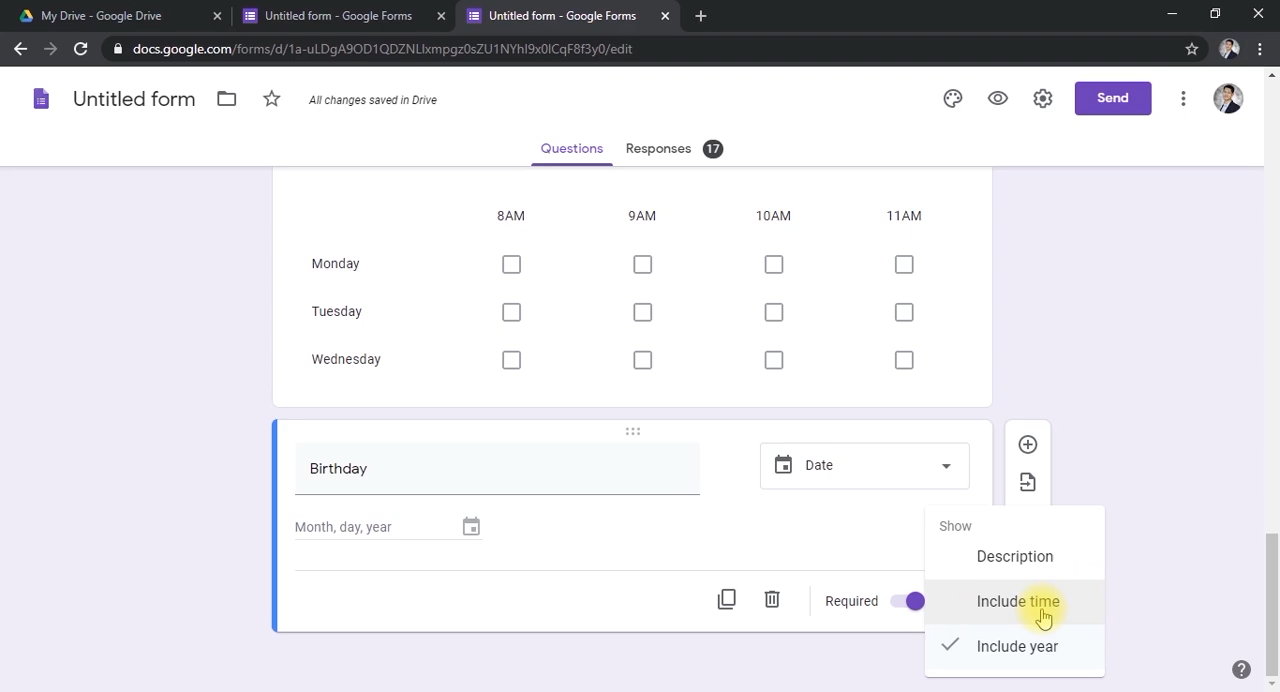 My Drive - Google Drive
Untitled form - Google Forms
Untitled form - Google Forms
docs.google.com/forms/d/1a-uLDgA9OD1QDZNLlxmpgz0sZU1NYhl9x0lCqF8f3y0/edit
Untitled form
All changes saved in Drive
Send
Questions
Responses 17
8AM 9AM 10AM 11AM
Monday
Tuesday
Wednesday
Birthday
Date
Month, day, year
Show
Description
Required
Include time
Include year